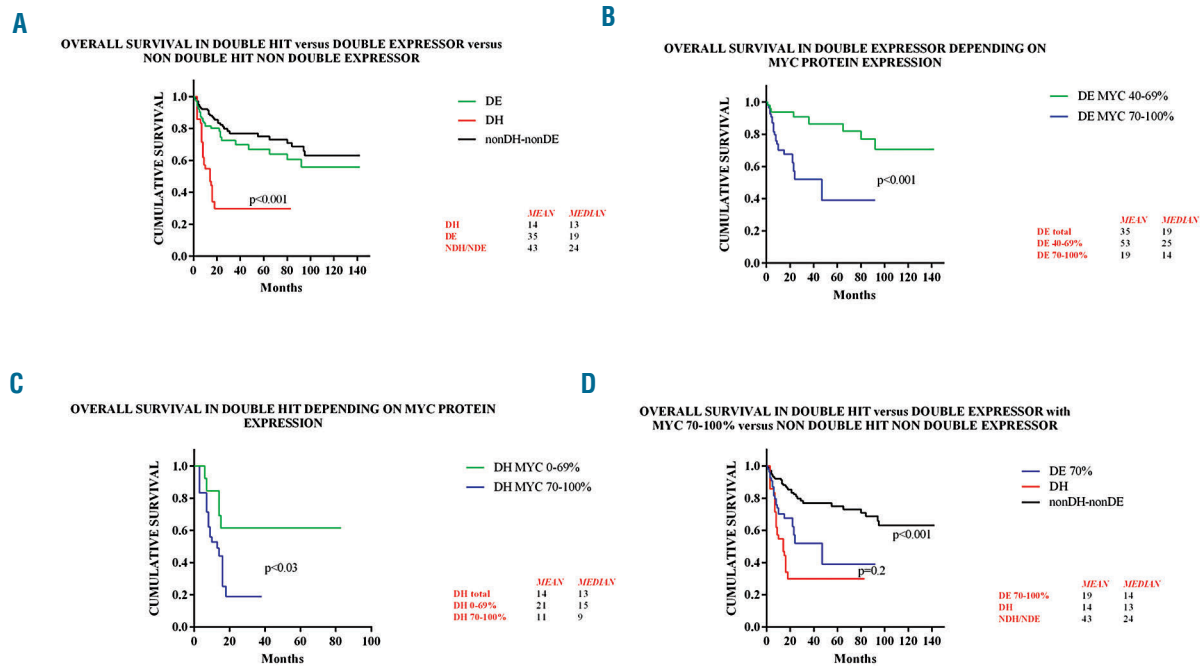 A
OVERALL SURVIVAL IN DOUBLE HIT versus DOUBLE EXPRESSOR versus
NON DOUBLE HIT NON DOUBLE EXPRESSOR
CUMULATIVE SURVIVAL
1.0
0.8
0.6
0.4
0.2
0.0
0 20 40 60 80 100 120 140
Months
DE
DH
nonDH-nonDE
p<0.001
MEAN MEDIAN
DH 14 13
DE 35 19
NDH/NDE 43 24
B
OVERALL SURVIVAL IN DOUBLE EXPRESSOR DEPENDING ON
MYC PROTEIN EXPRESSION
CUMULATIVE SURVIVAL
1.0
0.8
0.6
0.4
0.2
0.0
0 20 40 60 80 100 120 140
Months
DE MYC 40-69%
DE MYC 70-100%
p<0.001
MEAN MEDIAN
DE total 35 19
DE 40-69% 53 25
DE 70-100% 19 14
C
OVERALL SURVIVAL IN DOUBLE HIT DEPENDING ON MYC PROTEIN
EXPRESSION
CUMULATIVE SURVIVAL
1.0
0.8
0.6
0.4
0.2
0.0
0 20 40 60 80 100
Months
DH MYC 0-69%
DH MYC 70-100%
p<0.03
MEAN MEDIAN
DH total 14 13
DH 0-69% 21 15
DH 70-100% 11 9
D
OVERALL SURVIVAL IN DOUBLE HIT versus DOUBLE EXPRESSOR with
MYC 70-100% versus NON DOUBLE HIT NON DOUBLE EXPRESSOR
CUMULATIVE SURVIVAL
1.0
0.8
0.6
0.4
0.2
0.0
0 20 40 60 80 100 120 140
Months
DE 70%
DH
nonDH-nonDE
p<0.001
p=0.2
MEAN MEDIAN
DE 70-100% 19 14
DH 14 13
NDH/NDE 43 24